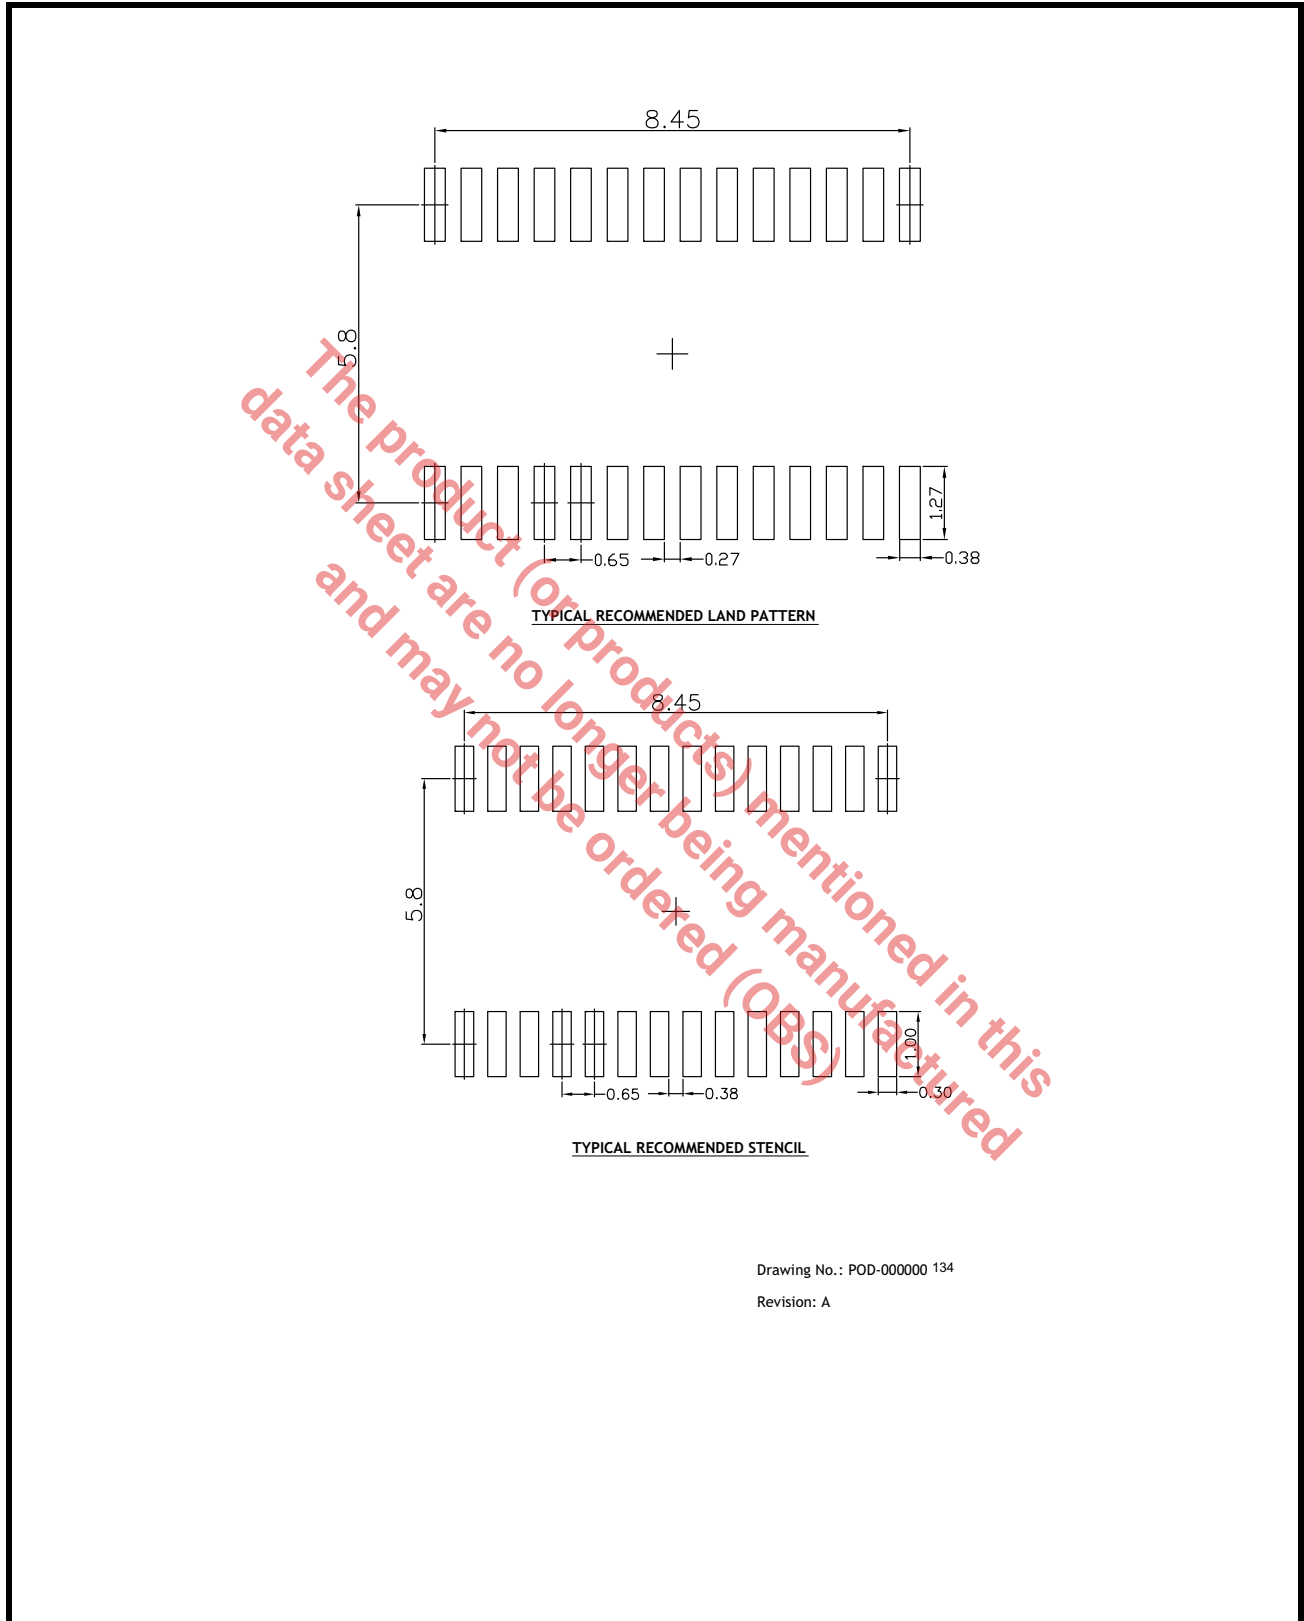 8.45
5.8
1.27
0.65
0.27
0.38
TYPICAL RECOMMENDED LAND PATTERN
8.45
5.8
1.00
0.65
0.38
0.30
TYPICAL RECOMMENDED STENCIL
The product (or products) mentioned in this
data sheet are no longer being manufactured
and may not be ordered (OBS)
Drawing No.: POD-000000 134
Revision: A